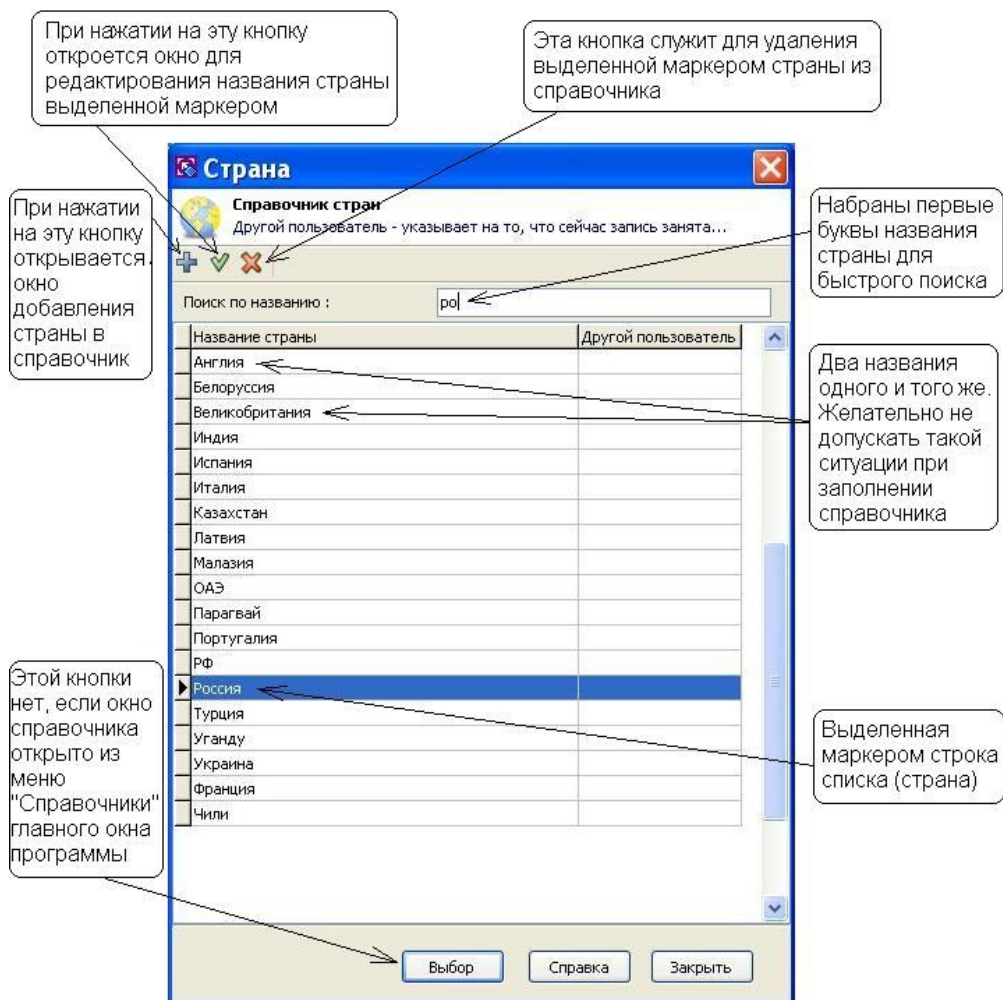 При нажатии на эту кнопку
откроется окно для
редактирования названия страны
выделенной маркером
Эта кнопка служит для удаления
выделенной маркером страны из
справочника
При нажатии
на эту кнопку
открывается
окно
добавления
страны в
справочник
Страна
Справочник стран
Другой пользователь - указывает на то, что сейчас запись занята...
Поиск по названию :
ро
Набраны первые
буквы названия
страны для
быстрого поиска
Название страны
Другой пользователь
Англия
Белоруссия
Великобритания
Индия
Испания
Италия
Казахстан
Латвия
Малазия
ОАЭ
Парагвай
Португалия
РФ
Россия
Турция
Уганду
Украина
Франция
Чили
Два названия
одного и того же.
Желательно не
допускать такой
ситуации при
заполнении
справочника
Этой кнопки
нет, если окно
справочника
открыто из
меню
"Справочники"
главного окна
программы
Выделенная
маркером строка
списка (страна)
Выбор
Справка
Закрыть